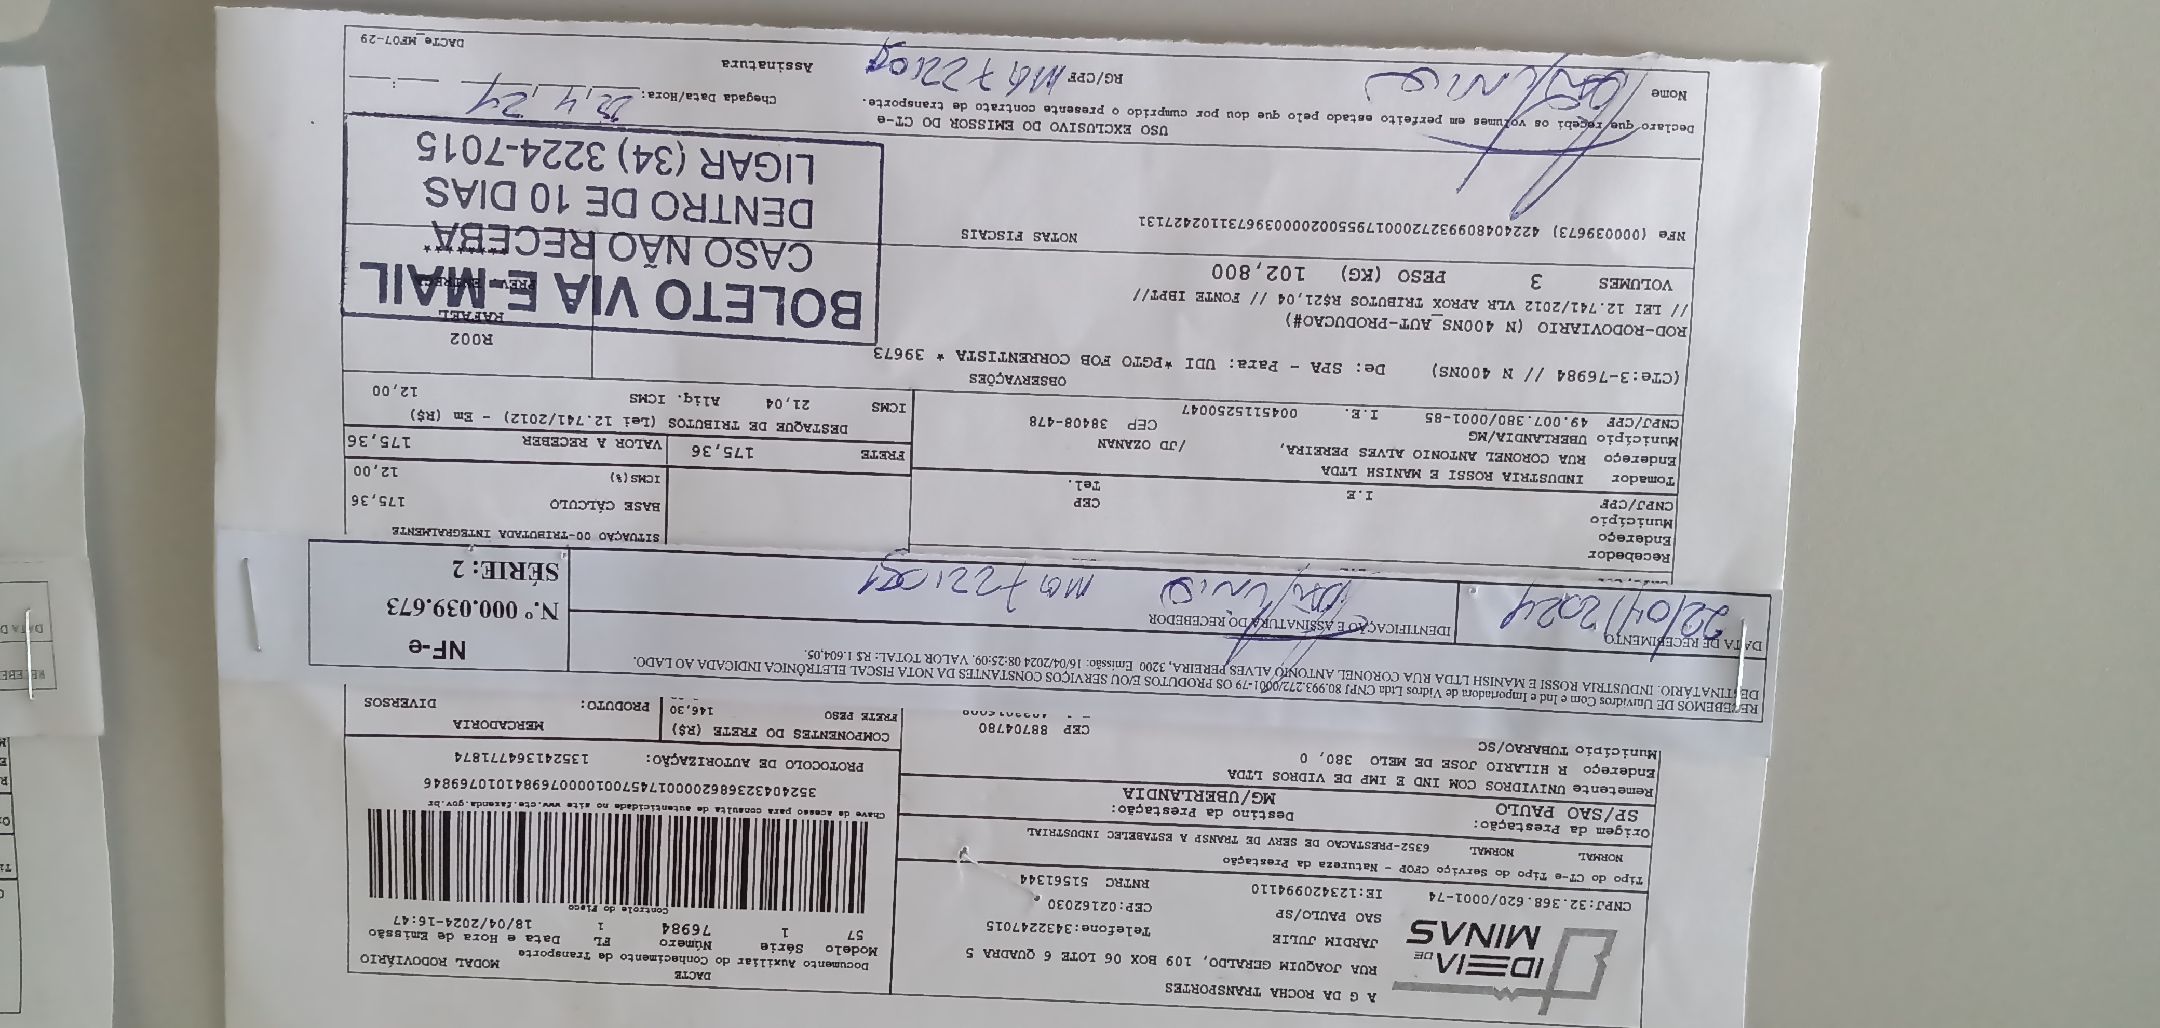 IDEIA DE
MINAS
A G DA ROCHA TRANSPORTES
RUA JOAQUIM GERALDO, 109 BOX 06 LOTE 6 QUADRA 5
JARDIM JULIE Telefone:3432247015
SAO PAULO/SP CEP:02162030
CNPJ:32.368.620/0001-74 IE:123420994110 RNTRC 51561344
DACTE
Documento Auxiliar do Conhecimento de Transporte MODAL RODOVIÁRIO
Modelo Série Número FL Data e Hora de Emissão
57 1 76984 1 18/04/2024-16:47
Controle do Fisco
Chave de acesso para consulta de autenticidade no site www.cte.fazenda.gov.br
35240432368620000174570010000769841010769846
PROTOCOLO DE AUTORIZAÇÃO: 135241364771874
Tipo do CT-e Tipo do Serviço CFOP - Natureza da Prestação
NORMAL NORMAL 6352-PRESTACAO DE SERV DE TRANSP A ESTABELEC INDUSTRIAL
Origem da Prestação: Destino da Prestação:
SP/SAO PAULO MG/UBERLANDIA
Remetente UNIVIDROS COM IND E IMP DE VIDROS LTDA
Endereço R HILARIO JOSE DE MELO 380, 0
Município TUBARAO/SC CEP 88704780
COMPONENTES DO FRETE (R$) MERCADORIA
FRETE PESO 146,30 PRODUTO: DIVERSOS
RECEBEMOS DE Unividros Com e Ind e Importadora de Vidros Ltda CNPJ 80.993.272/0001-79 OS PRODUTOS E/OU SERVIÇOS CONSTANTES DA NOTA FISCAL ELETRÔNICA INDICADA AO LADO.
DESTINATÁRIO: INDUSTRIA ROSSI E MANISH LTDA RUA CORONEL ANTONIO ALVES PEREIRA, 3200 Emissão: 16/04/2024 08:25:09. VALOR TOTAL: R$ 1.604,05.
DATA DE RECEBIMENTO IDENTIFICAÇÃO E ASSINATURA DO RECEBEDOR
22/04/2024
NF-e
N.º 000.039.673
SÉRIE: 2
Recebedor
Endereço
Município CEP
CNPJ/CPF I.E Tel.
SITUAÇÃO 00-TRIBUTADA INTEGRALMENTE
BASE CÁLCULO 175,36
ICMS(%) 12,00
FRETE 175,36 VALOR A RECEBER 175,36
Tomador INDUSTRIA ROSSI E MANISH LTDA
Endereço RUA CORONEL ANTONIO ALVES PEREIRA, /JD OZANAN
Município UBERLANDIA/MG CEP 38408-478
CNPJ/CPF 49.007.380/0001-85 I.E. 0045115250047
DESTAQUE DE TRIBUTOS (Lei 12.741/2012) - Em (R$)
ICMS 21,04 Aliq. ICMS 12,00
OBSERVAÇÕES
(CTe:3-76984 // N 400NS) De: SPA - Para: UDI *PGTO FOB CORRENTISTA * 39673
ROD-RODOVIARIO (N 400NS_AUT-PRODUCAO#)
// LEI 12.741/2012 VLR APROX TRIBUTOS R$21,04 // FONTE IBPT//
VOLUMES 3 PESO (KG) 102,800
R002
RAFAEL
PREV. ENTREGA
BOLETO VIA E-MAIL
CASO NÃO RECEBA
DENTRO DE 10 DIAS
LIGAR (34) 3224-7015
NOTAS FISCAIS
NFe (000039673) 42240480993272000179550020000396731102427131
USO EXCLUSIVO DO EMISSOR DO CT-e
Declaro que recebi os volumes em perfeito estado pelo que dou por cumprido o presente contrato de transporte.
Nome RG/CPF Assinatura
Chegada Data/Hora: 22,4,24
DACTe_MF07-29